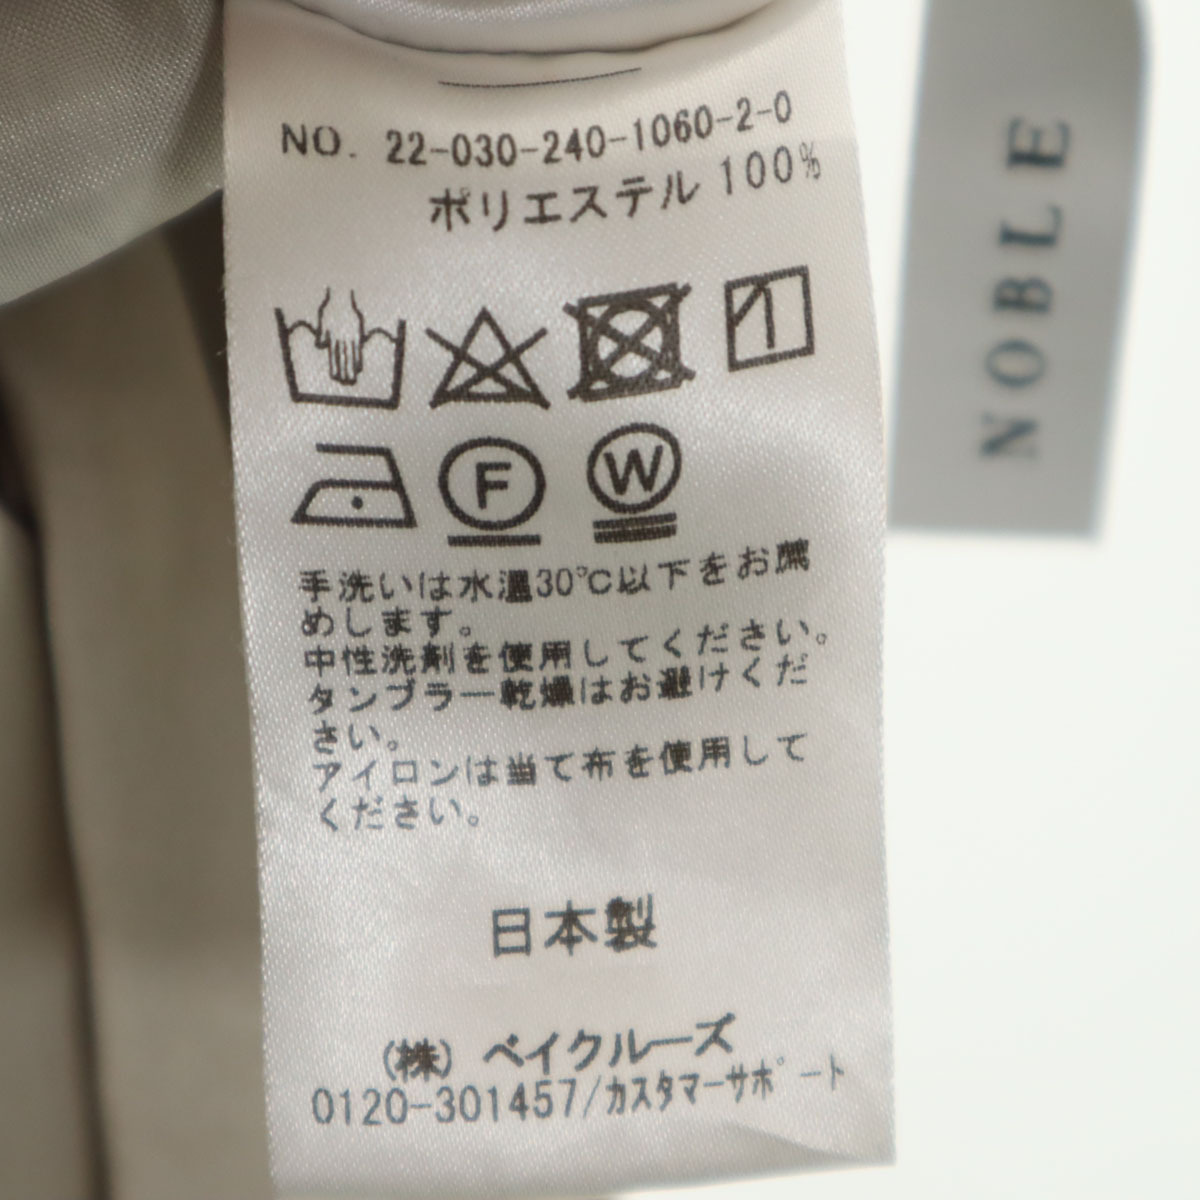 NO. 22-030-240-1060-2-0
ポリエステル 100%
F W
手洗いは水温30℃以下をお薦
めします。
中性洗剤を使用してください。
タンブラー乾燥はお避けくだ
さい。
アイロンは当て布を使用して
ください。
日本製
(株) ベイクルーズ
0120-301457/カスタマーサポート
NOBLE